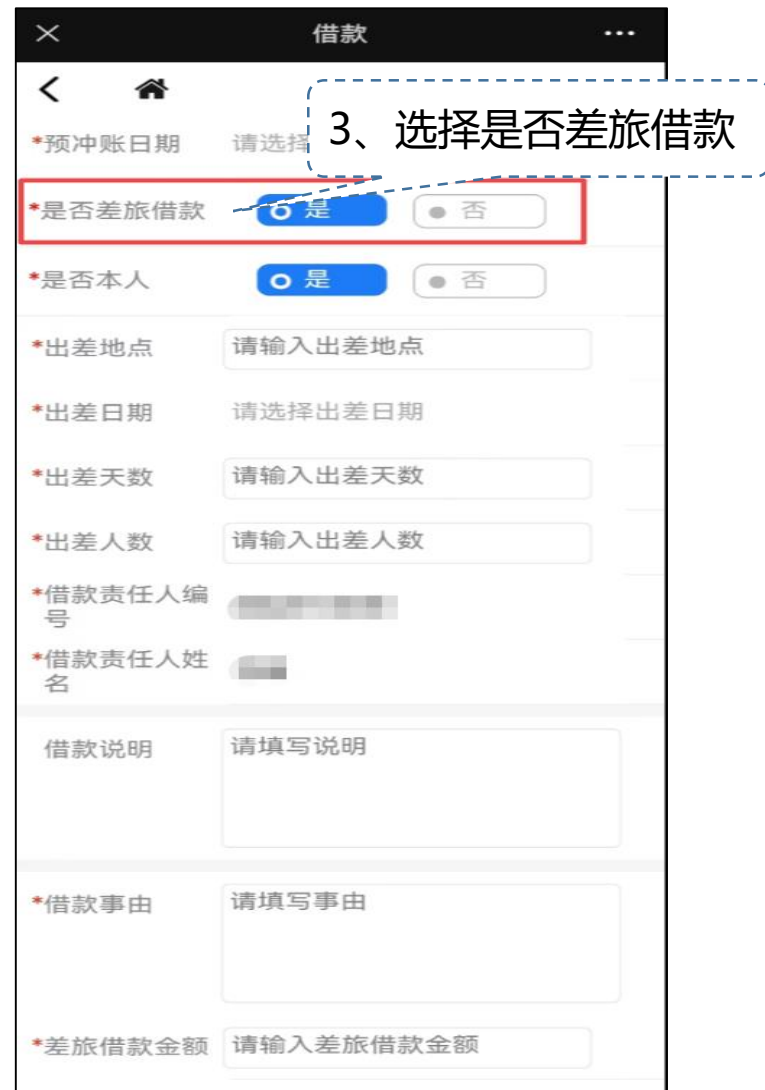 借款
3、选择是否差旅借款
*预冲账日期 请选择
*是否差旅借款 是 否
*是否本人 是 否
*出差地点 请输入出差地点
*出差日期 请选择出差日期
*出差天数 请输入出差天数
*出差人数 请输入出差人数
*借款责任人编
号
*借款责任人姓
名
借款说明 请填写说明
*借款事由 请填写事由
*差旅借款金额 请输入差旅借款金额